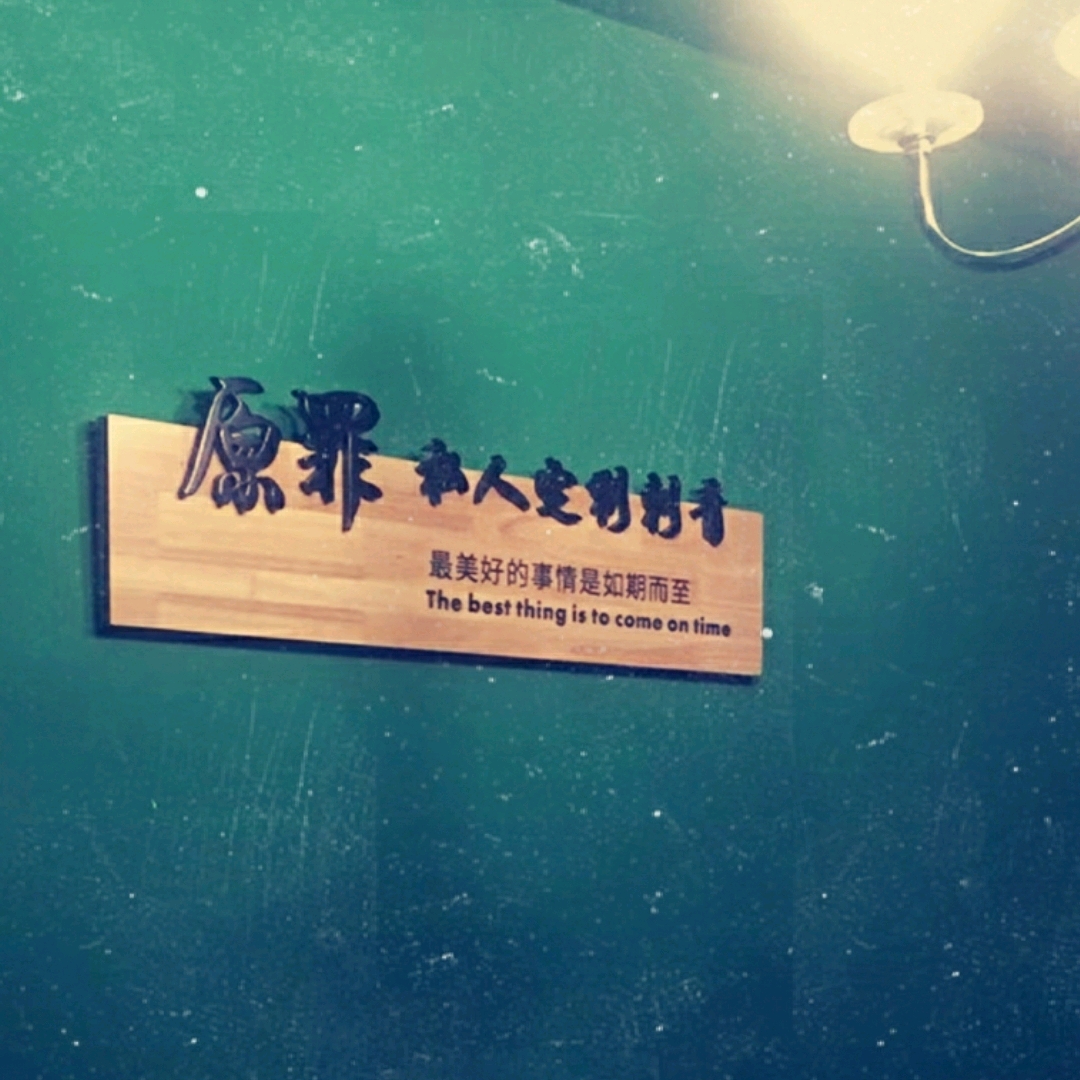 原罪 私人定制刺青
最美好的事情是如期而至
The best thing is to come on time